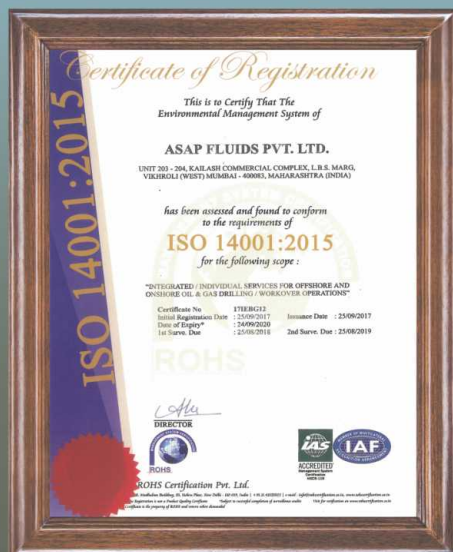 Certificate of Registration
This is to Certify That The
Environmental Management System of
ASAP FLUIDS PVT. LTD.
UNIT 203 - 204, KAILASH COMMERCIAL COMPLEX, L.B.S. MARG,
VIKHROLI (WEST) MUMBAI - 400083, MAHARASHTRA (INDIA)
has been assessed and found to conform
to the requirements of
ISO 14001:2015
for the following scope :
"INTEGRATED / INDIVIDUAL SERVICES FOR OFFSHORE AND
ONSHORE OIL & GAS DRILLING / WORKOVER OPERATIONS"
Certificate No 17IEBG12
Initial Registration Date : 25/09/2017 Issuance Date : 25/09/2017
Date of Expiry* : 24/09/2020
1st Surve. Due : 25/08/2018 2nd Surve. Due : 25/08/2019
ISO 14001:2015
ROHS
DIRECTOR
ROHS
IAS
ACCREDITED
Management System
Certification
IAF
ROHS Certification Pvt. Ltd.